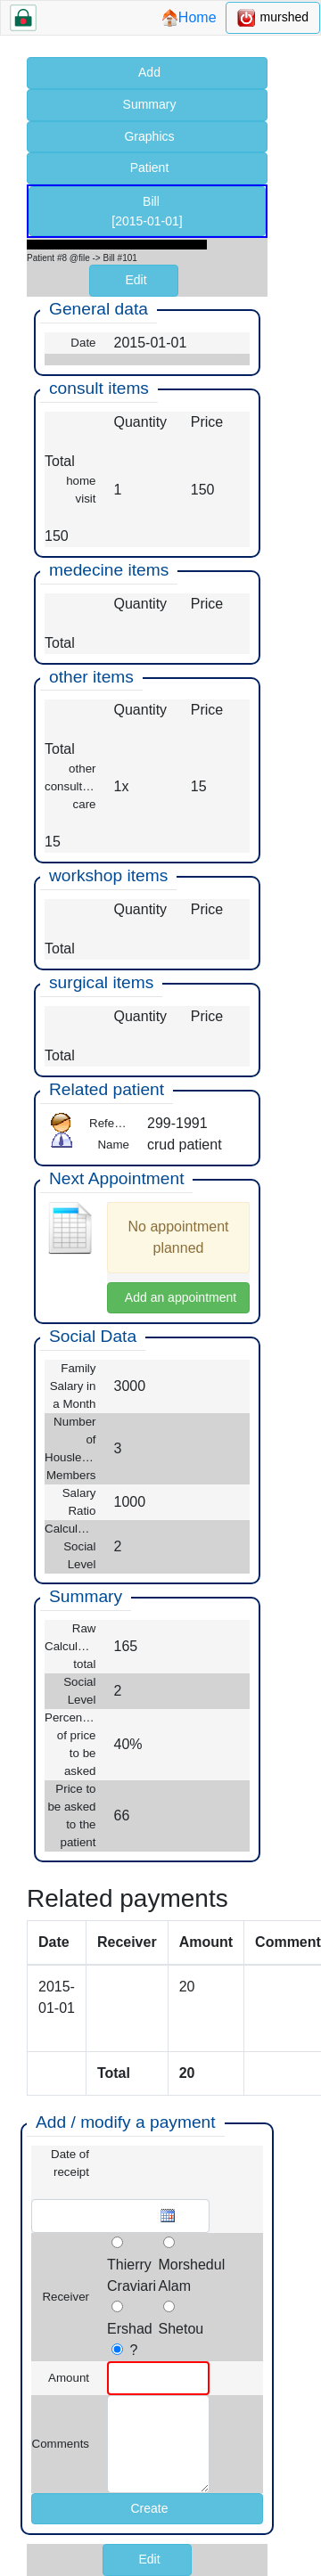 Home murshed
Add
Summary
Graphics
Patient
Bill
[2015-01-01]
Patient #8 @file -> Bill #101
Edit
General data
Date 2015-01-01
consult items
Quantity Price
Total
home
visit
1 150
150
medecine items
Quantity Price
Total
other items
Quantity Price
Total
other
consult...
care
1x 15
15
workshop items
Quantity Price
Total
surgical items
Quantity Price
Total
Related patient
Refe... 299-1991
Name crud patient
Next Appointment
No appointment
planned
Add an appointment
Social Data
Family
Salary in
a Month
3000
Number
of
Housle...
Members
3
Salary
Ratio
1000
Calcul...
Social
Level
2
Summary
Raw
Calcul...
total
165
Social
Level
2
Percen...
of price
to be
asked
40%
Price to
be asked
to the
patient
66
Related payments
Date Receiver Amount Comment
2015-
01-01
20
Total 20
Add / modify a payment
Date of
receipt
Receiver
Thierry Morshedul
Craviari Alam
Ershad Shetou
?
Amount
Comments
Create
Edit